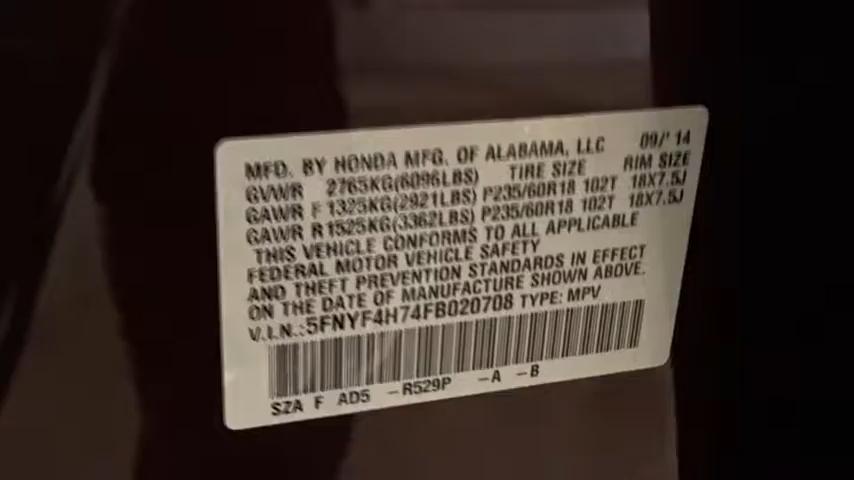 MFD. BY HONDA MFG. OF ALABAMA, LLC 09/'14
GVWR 2765KG(6096LBS) TIRE SIZE RIM SIZE
GAWR F 1325KG(2921LBS) P235/60R18 102T 18X7.5J
GAWR R 1525KG(3362LBS) P235/60R18 102T 18X7.5J
THIS VEHICLE CONFORMS TO ALL APPLICABLE
FEDERAL MOTOR VEHICLE SAFETY
AND THEFT PREVENTION STANDARDS IN EFFECT
ON THE DATE OF MANUFACTURE SHOWN ABOVE.
V.I.N.:5FNYF4H74FB020708 TYPE: MPV
SZA F AD5 -R529P -A -B